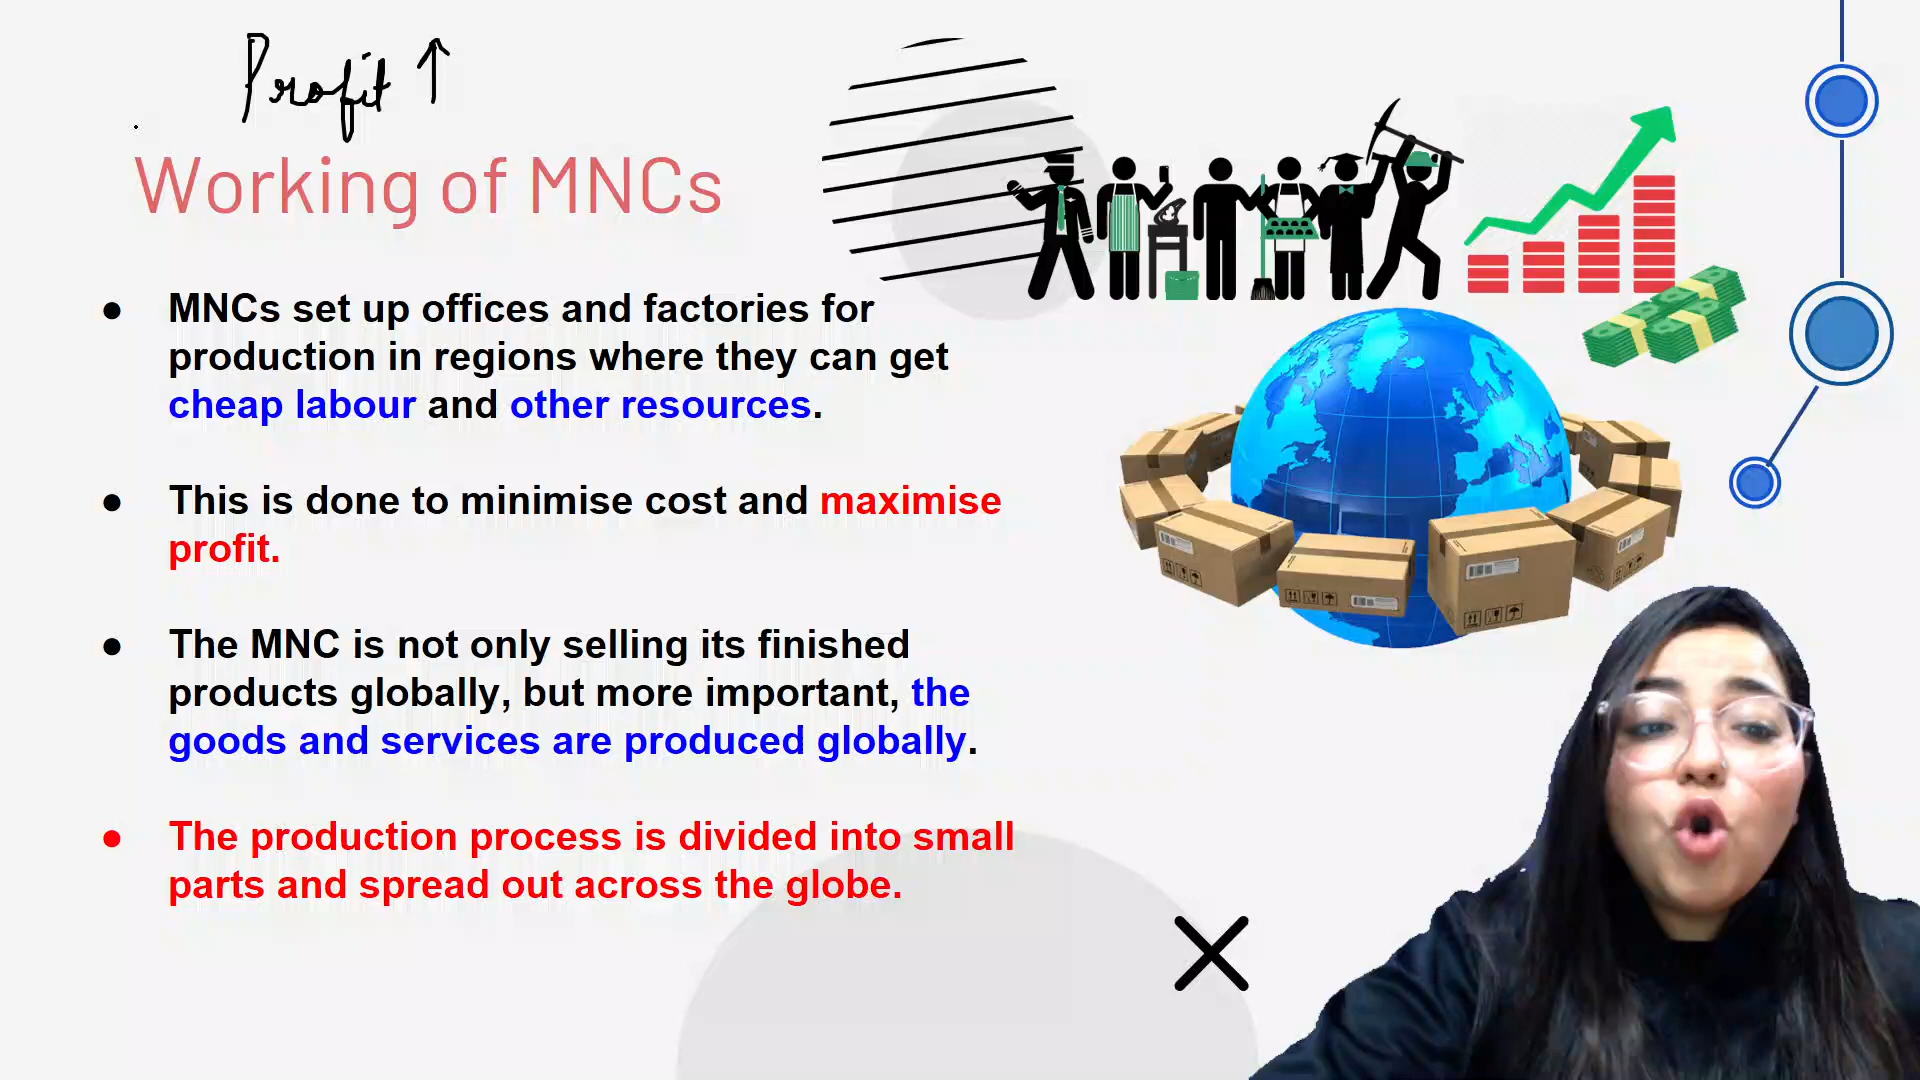 Profit ↑
Working of MNCs
● MNCs set up offices and factories for
production in regions where they can get
cheap labour and other resources.
● This is done to minimise cost and maximise
profit.
● The MNC is not only selling its finished
products globally, but more important, the
goods and services are produced globally.
● The production process is divided into small
parts and spread out across the globe.